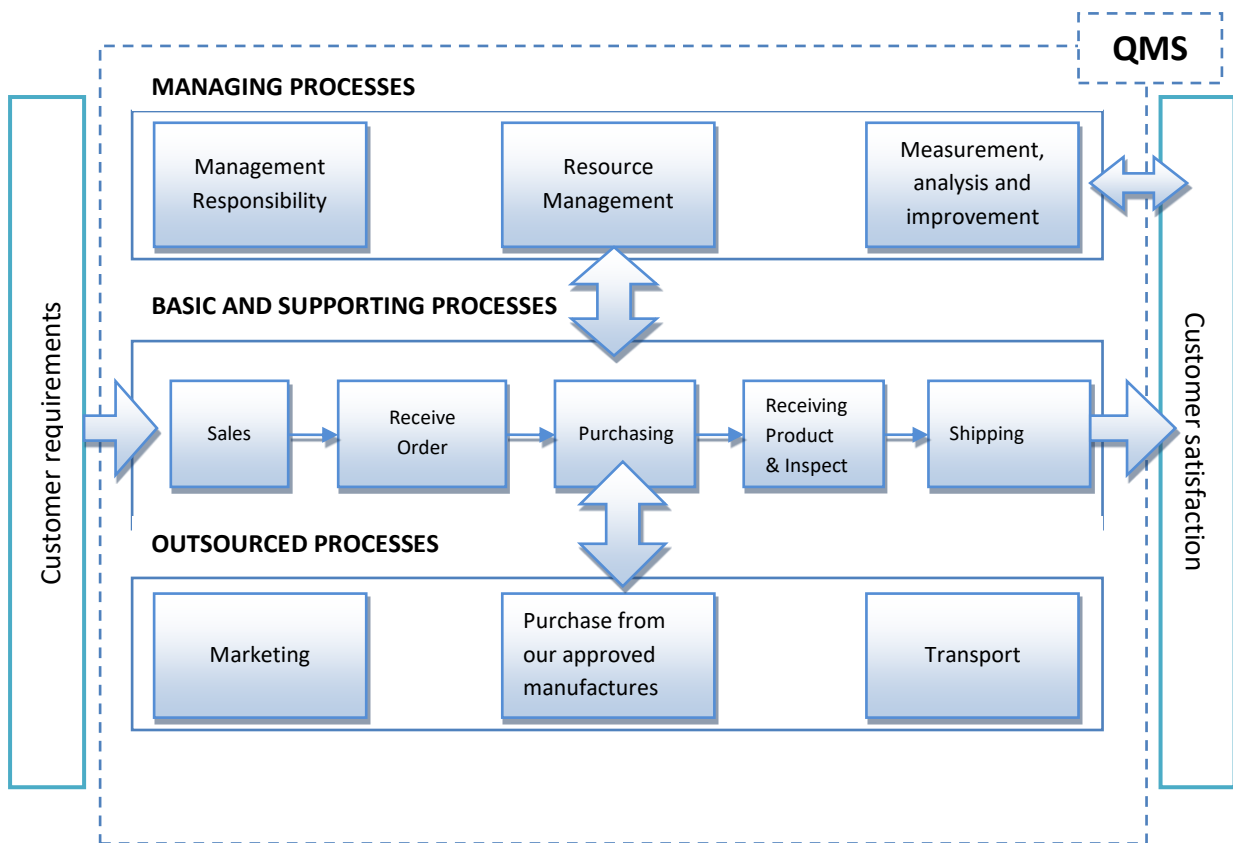 QMS
MANAGING PROCESSES
Management
Responsibility
Resource
Management
Measurement,
analysis and
improvement
Customer requirements
BASIC AND SUPPORTING PROCESSES
Sales
Receive
Order
Purchasing
Receiving
Product
& Inspect
Shipping
Customer satisfaction
OUTSOURCED PROCESSES
Marketing
Purchase from
our approved
manufactures
Transport